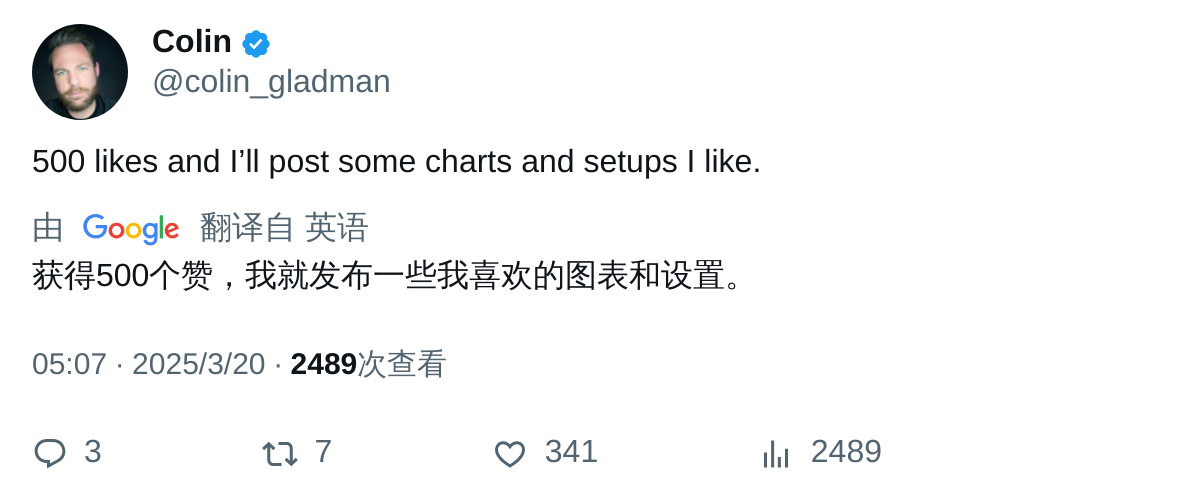 Colin
@colin_gladman
500 likes and I’ll post some charts and setups I like.
由 Google 翻译自 英语
获得500个赞，我就发布一些我喜欢的图表和设置。
05:07 · 2025/3/20 · 2489次查看
3 7 341 2489